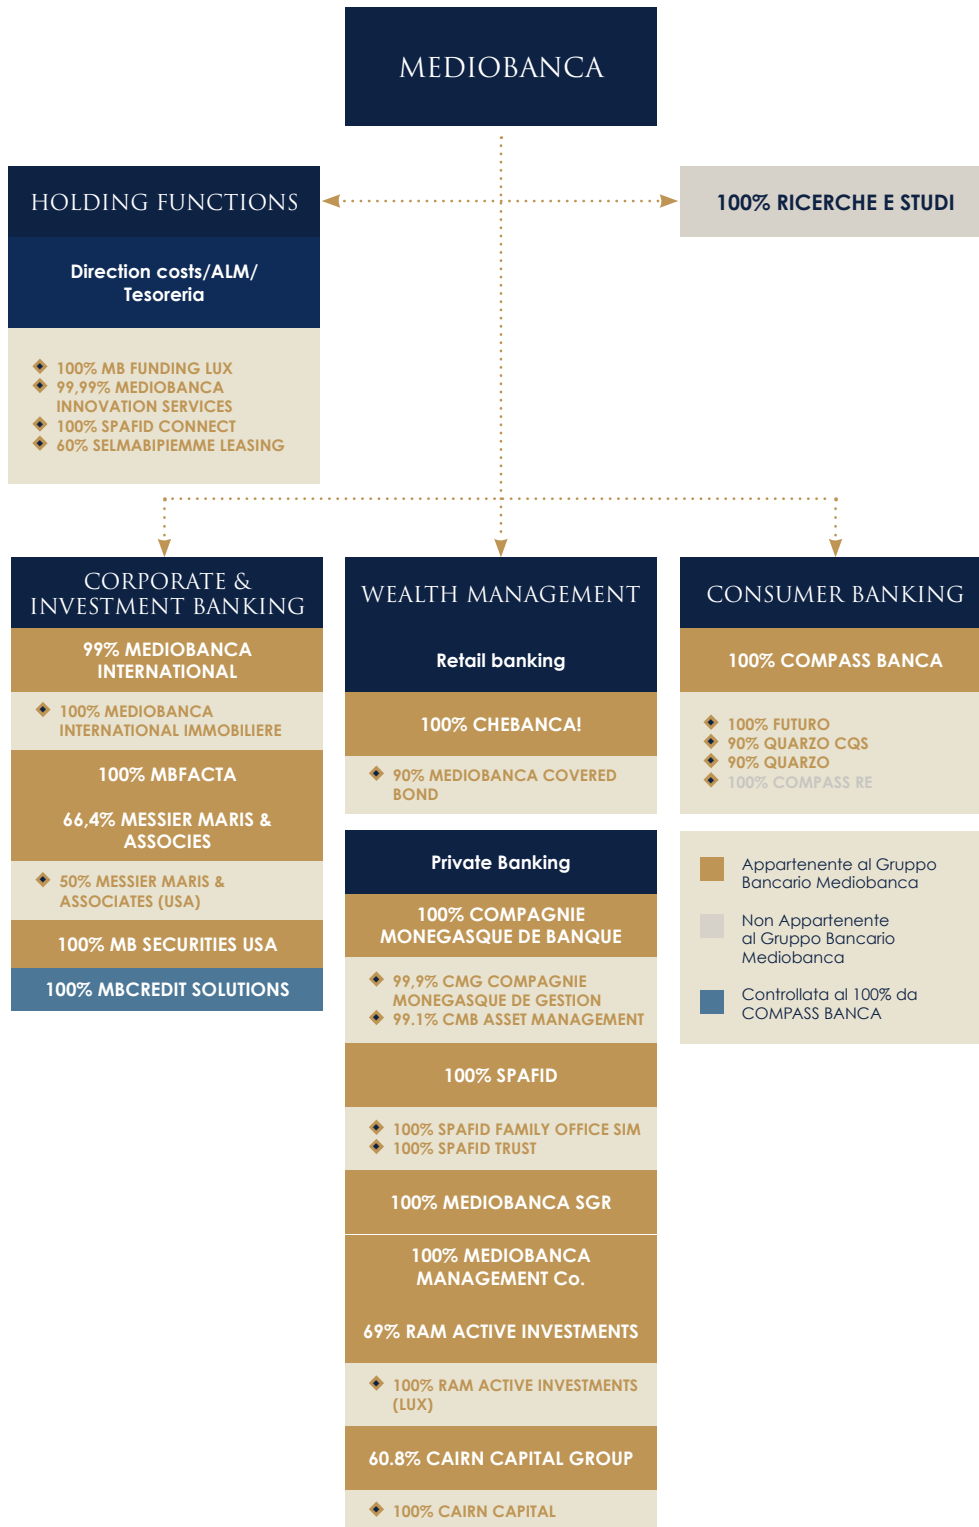 MEDIOBANCA
HOLDING FUNCTIONS
100% RICERCHE E STUDI
Direction costs/ALM/
Tesoreria
100% MB FUNDING LUX
99,99% MEDIOBANCA
INNOVATION SERVICES
100% SPAFID CONNECT
60% SELMABIPIEMME LEASING
CORPORATE &
INVESTMENT BANKING
99% MEDIOBANCA
INTERNATIONAL
100% MEDIOBANCA
INTERNATIONAL IMMOBILIERE
100% MBFACTA
66,4% MESSIER MARIS &
ASSOCIES
50% MESSIER MARIS &
ASSOCIATES (USA)
100% MB SECURITIES USA
100% MBCREDIT SOLUTIONS
WEALTH MANAGEMENT
Retail banking
100% CHEBANCA!
90% MEDIOBANCA COVERED
BOND
Private Banking
100% COMPAGNIE
MONEGASQUE DE BANQUE
99,9% CMG COMPAGNIE
MONEGASQUE DE GESTION
99.1% CMB ASSET MANAGEMENT
100% SPAFID
100% SPAFID FAMILY OFFICE SIM
100% SPAFID TRUST
100% MEDIOBANCA SGR
100% MEDIOBANCA
MANAGEMENT Co.
69% RAM ACTIVE INVESTMENTS
100% RAM ACTIVE INVESTMENTS
(LUX)
60.8% CAIRN CAPITAL GROUP
100% CAIRN CAPITAL
CONSUMER BANKING
100% COMPASS BANCA
100% FUTURO
90% QUARZO CQS
90% QUARZO
100% COMPASS RE
Appartenente al Gruppo
Bancario Mediobanca
Non Appartenente
al Gruppo Bancario
Mediobanca
Controllata al 100% da
COMPASS BANCA